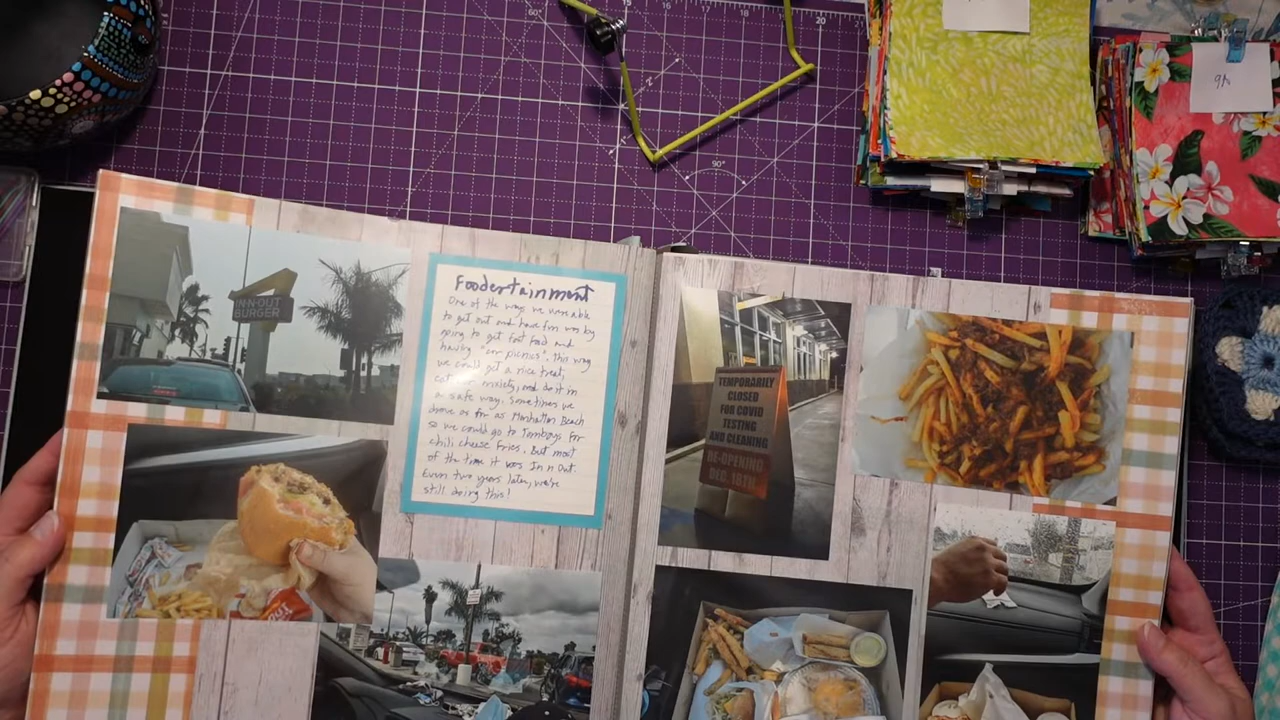 IN-N-OUT
BURGER
Foodertainment
One of the ways we were able
to get out and have fun was by
going to get fast food and
having "car picnics". This way
we could get a nice treat,
eat our anxiety, and do it in
a safe way. Sometimes we
drove as far as Manhattan Beach
so we could go to Tomboys for
chili cheese fries. But most
of the time it was In n Out.
Even two years later, we're
still doing this!
TEMPORARILY
CLOSED
FOR COVID
TESTING
AND CLEANING
RE-OPENING
DEC. 18TH
90°